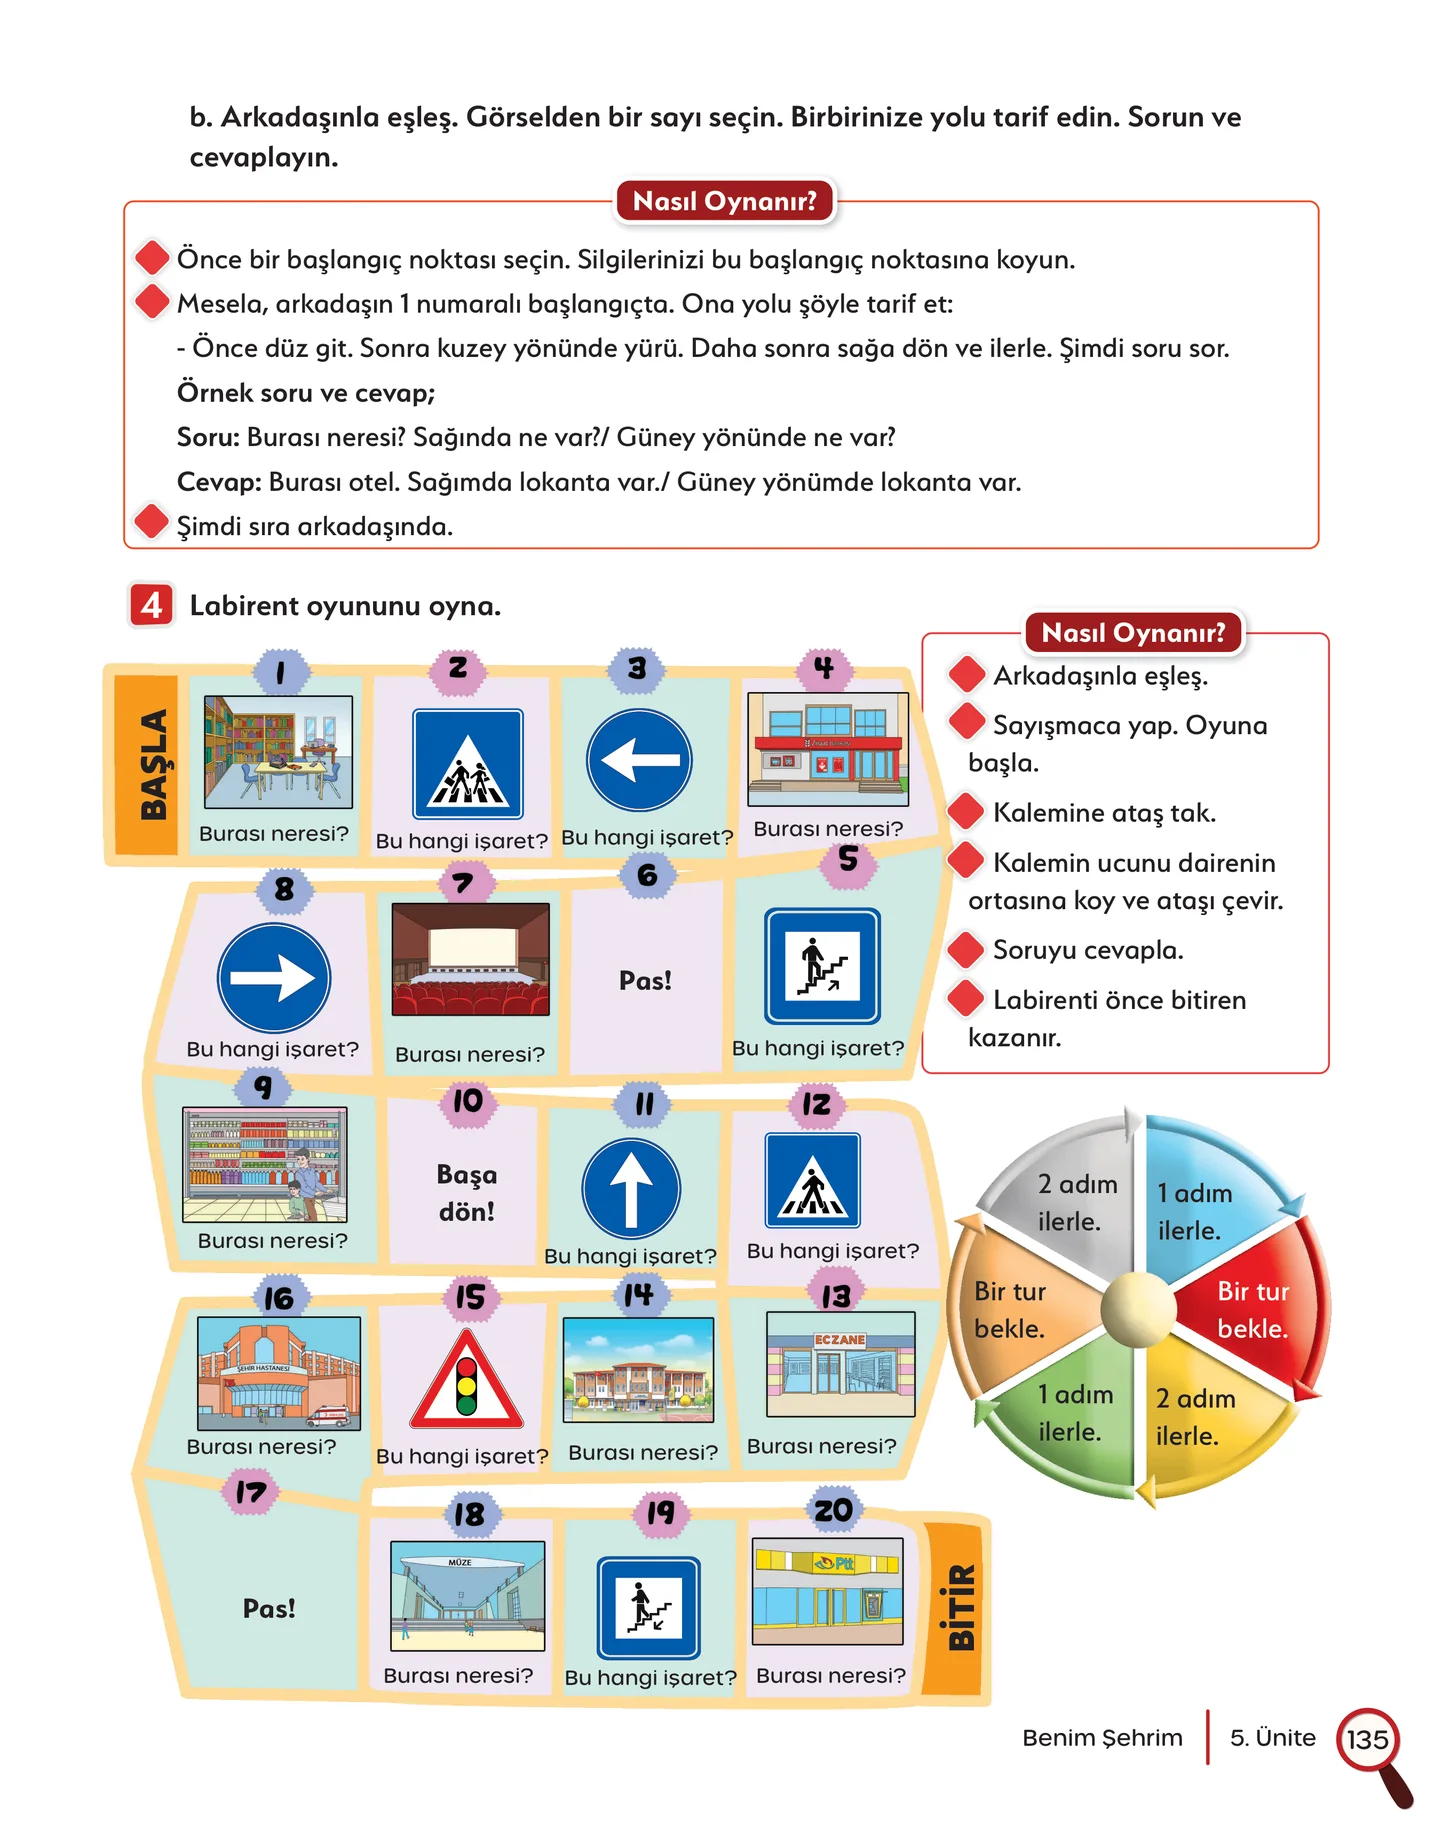 b. Arkadaşınla eşleş. Görselden bir sayı seçin. Birbirinize yolu tarif edin. Sorun ve
cevaplayın.
Nasıl Oynanır?
Önce bir başlangıç noktası seçin. Silgilerinizi bu başlangıç noktasına koyun.
Mesela, arkadaşın 1 numaralı başlangıçta. Ona yolu şöyle tarif et:
- Önce düz git. Sonra kuzey yönünde yürü. Daha sonra sağa dön ve ilerle. Şimdi soru sor.
Örnek soru ve cevap;
Soru: Burası neresi? Sağında ne var?/ Güney yönünde ne var?
Cevap: Burası otel. Sağımda lokanta var./ Güney yönümde lokanta var.
Şimdi sıra arkadaşında.
4 Labirent oyununu oyna.
BAŞLA
1
Burası neresi?
2
Bu hangi işaret?
3
Bu hangi işaret?
4
Ziraat Bankası
Burası neresi?
5
Bu hangi işaret?
6
Pas!
7
Burası neresi?
8
Bu hangi işaret?
9
Burası neresi?
10
Başa
dön!
11
Bu hangi işaret?
12
Bu hangi işaret?
13
ECZANE
Burası neresi?
14
Burası neresi?
15
Bu hangi işaret?
16
ŞEHİR HASTANESİ
Burası neresi?
17
Pas!
18
MÜZE
Burası neresi?
19
Bu hangi işaret?
20
Ptt
Burası neresi?
BİTİR
Nasıl Oynanır?
Arkadaşınla eşleş.
Sayışmaca yap. Oyuna
başla.
Kalemine ataş tak.
Kalemin ucunu dairenin
ortasına koy ve ataşı çevir.
Soruyu cevapla.
Labirenti önce bitiren
kazanır.
2 adım
ilerle.
1 adım
ilerle.
Bir tur
bekle.
Bir tur
bekle.
1 adım
ilerle.
2 adım
ilerle.
Benim Şehrim
5. Ünite
135